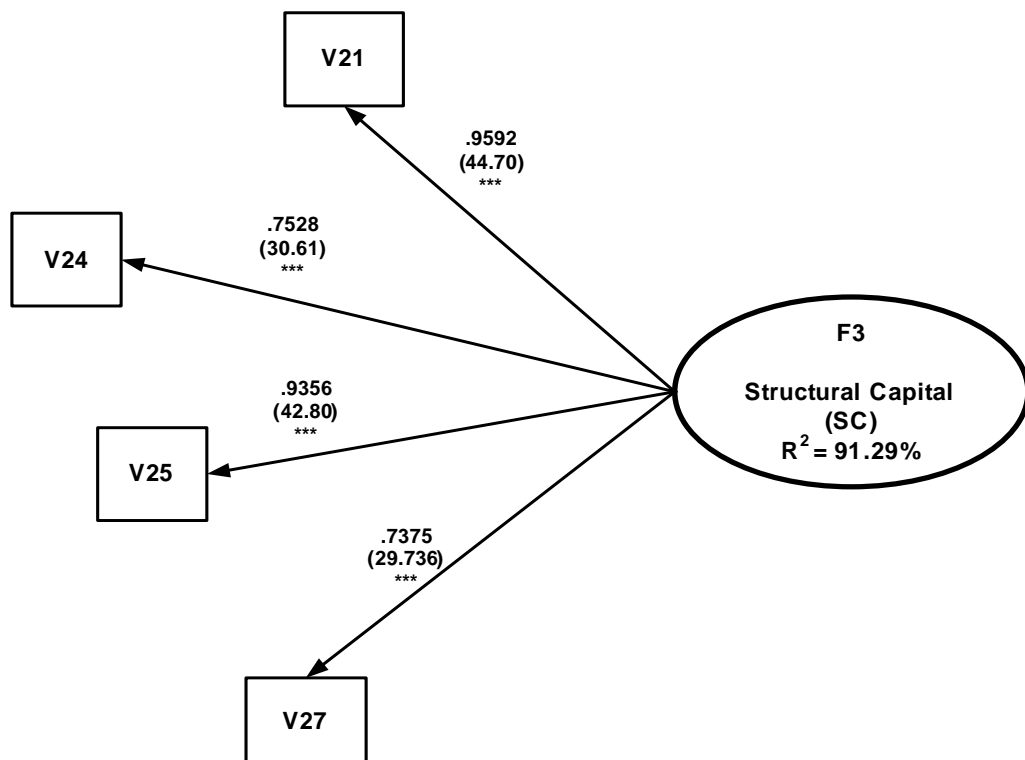 V21
.9592
(44.70)
***
.7528
(30.61)
***
V24
F3
Structural Capital
(SC)
R² = 91.29%
.9356
(42.80)
***
V25
.7375
(29.736)
***
V27